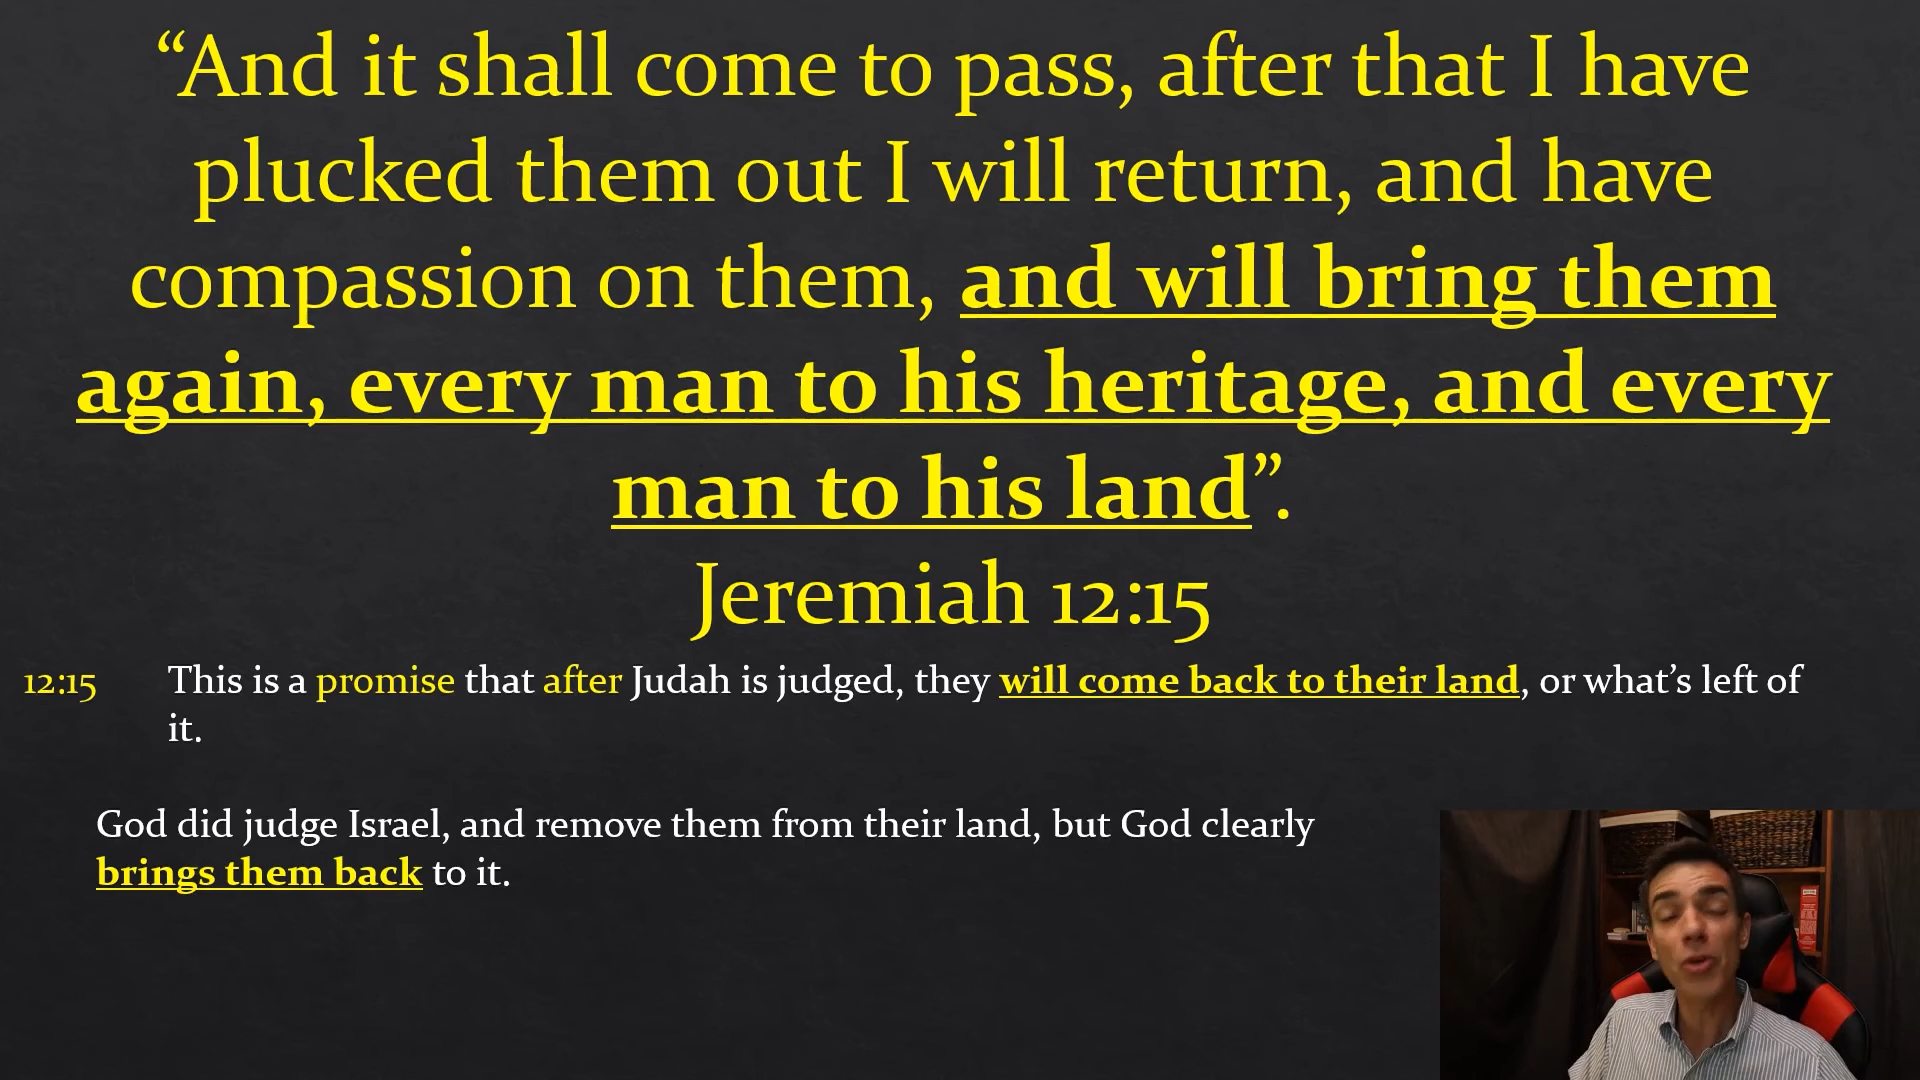 “And it shall come to pass, after that I have
plucked them out I will return, and have
compassion on them, and will bring them
again, every man to his heritage, and every
man to his land”.
Jeremiah 12:15
12:15 This is a promise that after Judah is judged, they will come back to their land, or what’s left of
it.
God did judge Israel, and remove them from their land, but God clearly
brings them back to it.